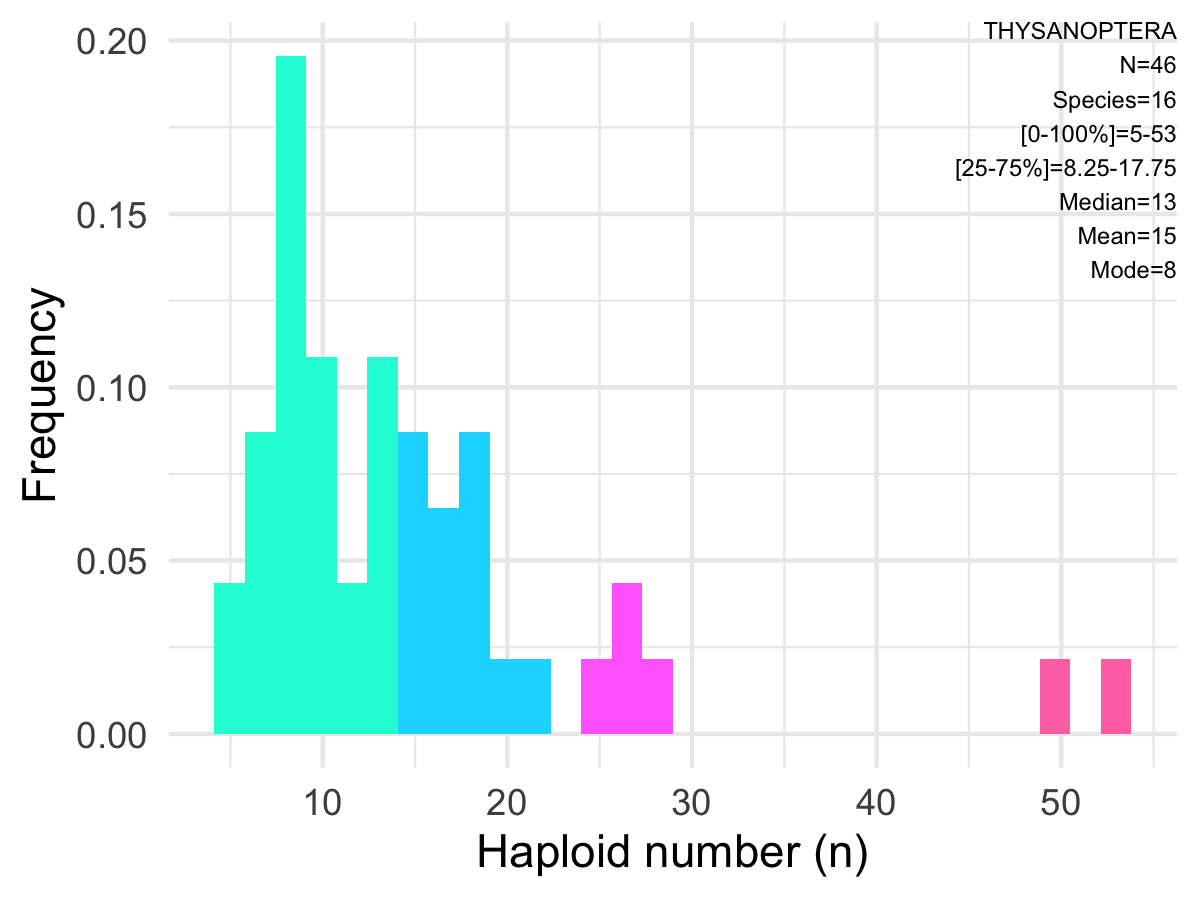 THYSANOPTERA
N=46
Species=16
[0-100%]=5-53
[25-75%]=8.25-17.75
Median=13
Mean=15
Mode=8
0.20
0.15
0.10
0.05
0.00
Frequency
10 20 30 40 50
Haploid number (n)